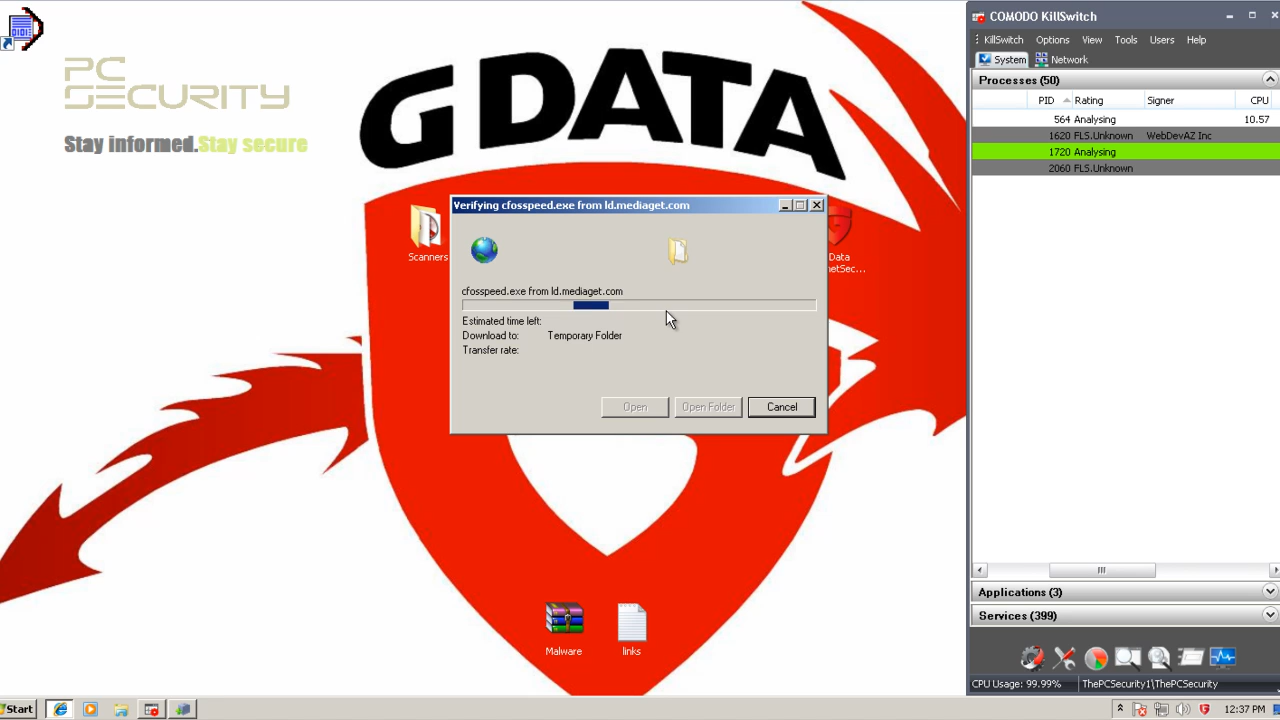 PC
SECURITY
Stay informed.Stay secure
G DATA
Scanners
Data
netSec...
Malware
links
Verifying cfosspeed.exe from ld.mediaget.com
cfosspeed.exe from ld.mediaget.com
Estimated time left:
Download to: Temporary Folder
Transfer rate:
Open Open Folder Cancel
COMODO KillSwitch
KillSwitch Options View Tools Users Help
System Network
Processes (50)
PID Rating Signer CPU
564 Analysing 10.57
1620 FLS.Unknown WebDevAZ Inc
1720 Analysing
2060 FLS.Unknown
Applications (3)
Services (399)
CPU Usage: 99.99% ThePCSecurity1\ThePCSecurity
Start 12:37 PM